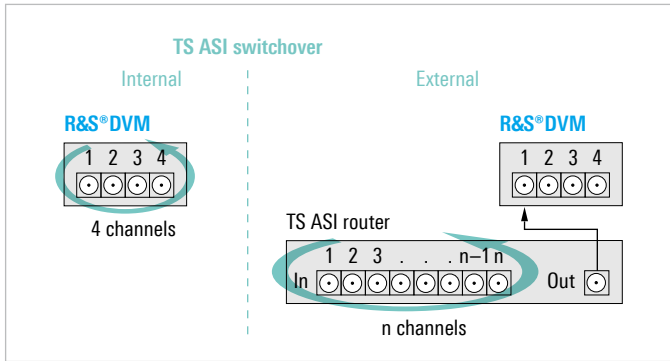 TS ASI switchover
Internal
External
R&S®DVM
1 2 3 4
4 channels
R&S®DVM
1 2 3 4
TS ASI router
1 2 3 . . . n–1 n
In
Out
n channels